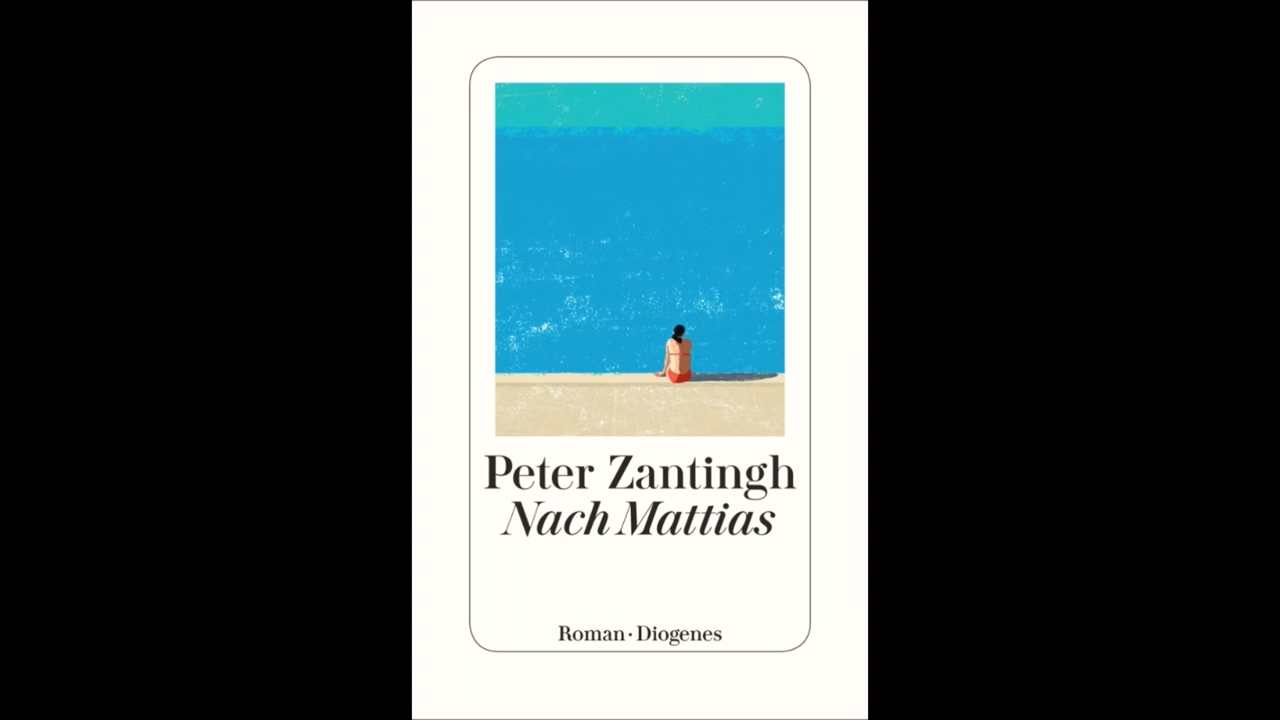 Peter Zantingh
Nach Mattias
Roman · Diogenes